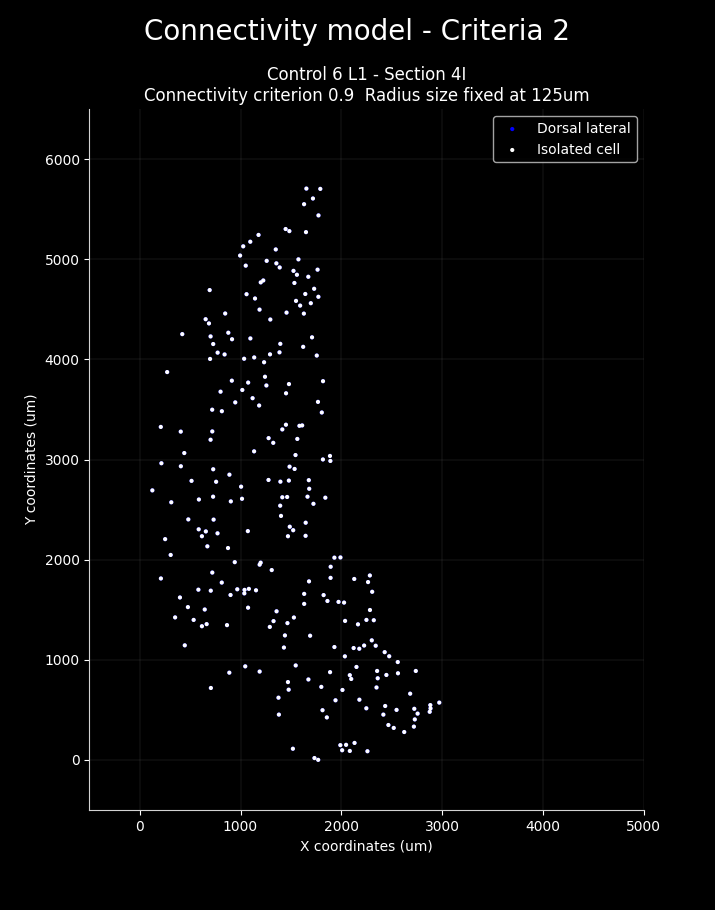 Connectivity model - Criteria 2
Control 6 L1 - Section 4I
Connectivity criterion 0.9  Radius size fixed at 125um
Dorsal lateral
Isolated cell
6000
5000
4000
3000
2000
1000
0
Y coordinates (um)
0 1000 2000 3000 4000 5000
X coordinates (um)